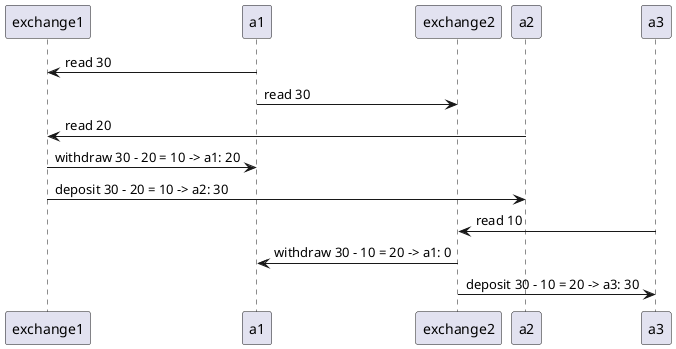 exchange1 a1 exchange2 a2 a3
read 30
read 30
read 20
withdraw 30 - 20 = 10 -> a1: 20
deposit 30 - 20 = 10 -> a2: 30
read 10
withdraw 30 - 10 = 20 -> a1: 0
deposit 30 - 10 = 20 -> a3: 30
exchange1 a1 exchange2 a2 a3